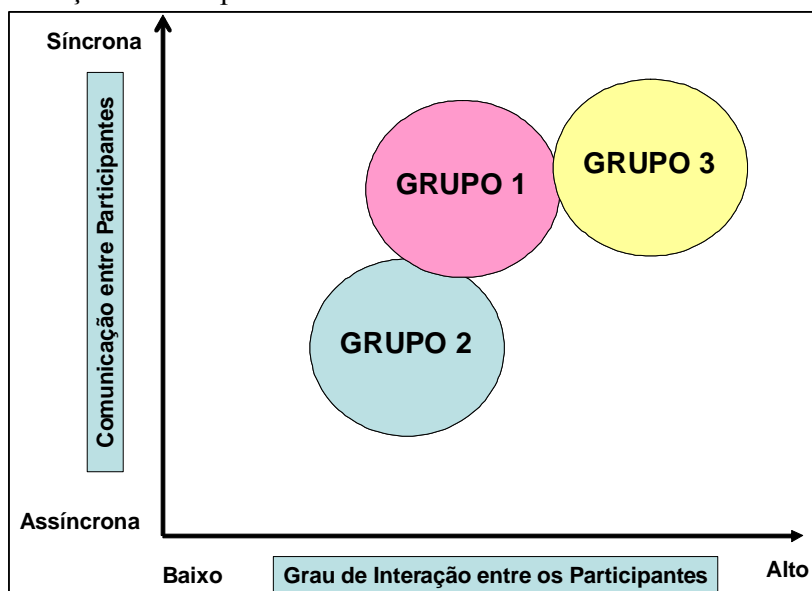 Síncrona
Comunicação entre Participantes
GRUPO 1
GRUPO 3
GRUPO 2
Assíncrona
Baixo
Grau de Interação entre os Participantes
Alto